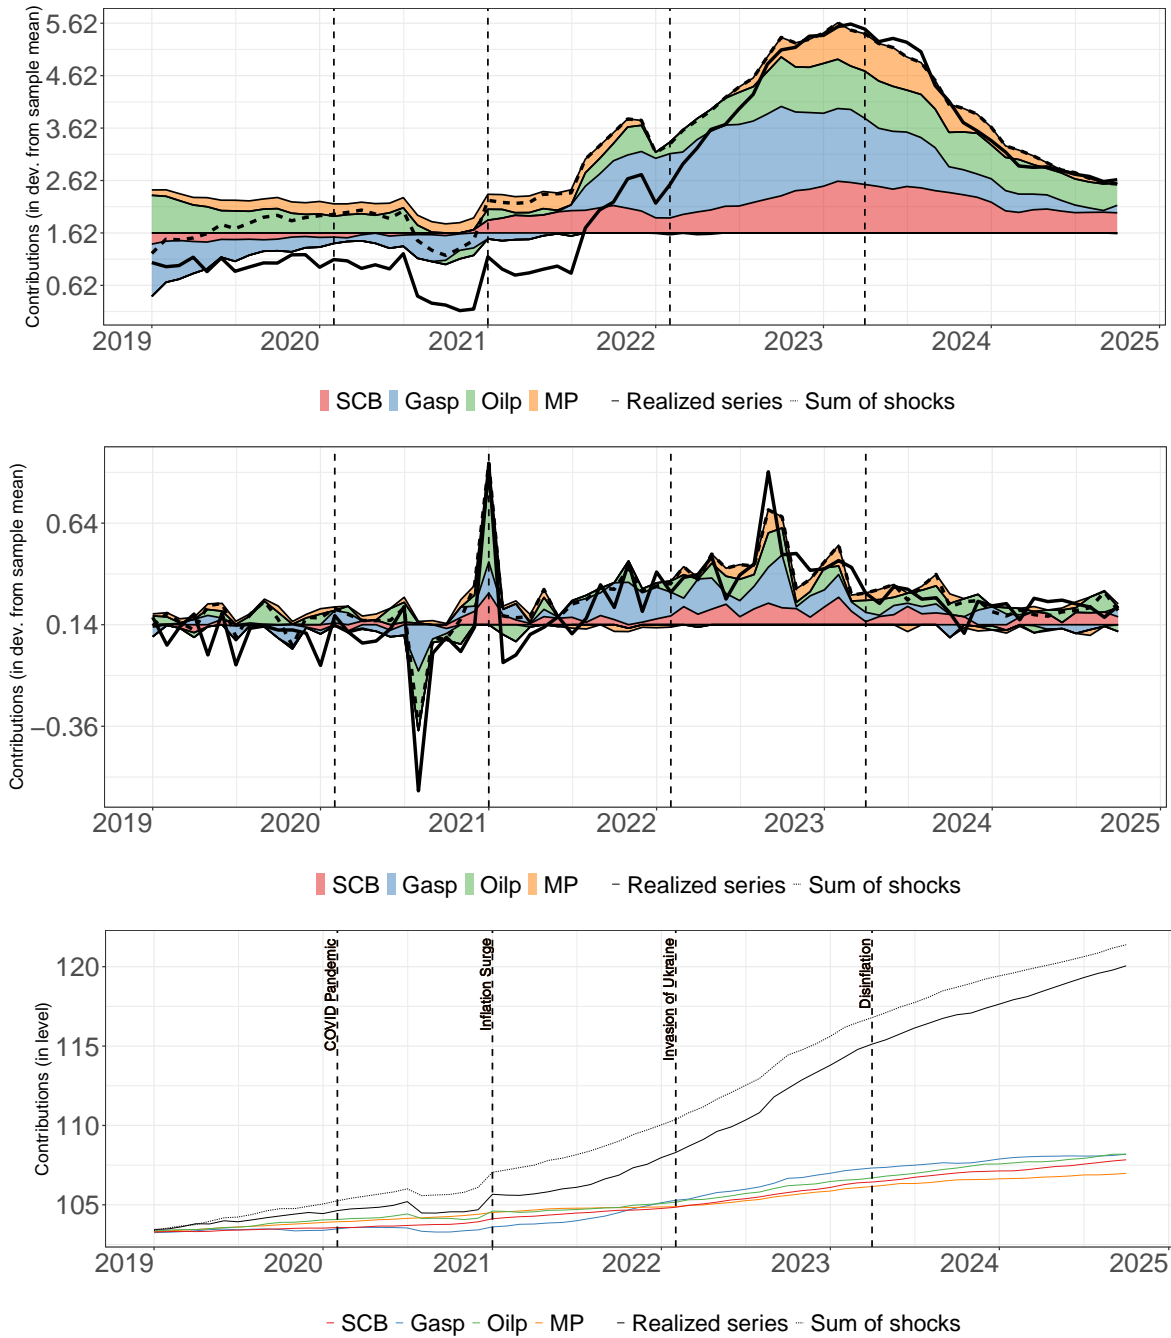 Contributions (in dev. from sample mean)
5.62
4.62
3.62
2.62
1.62
0.62
2019 2020 2021 2022 2023 2024 2025
SCB Gasp Oilp MP Realized series Sum of shocks
Contributions (in dev. from sample mean)
0.64
0.14
−0.36
2019 2020 2021 2022 2023 2024 2025
SCB Gasp Oilp MP Realized series Sum of shocks
Contributions (in level)
120
115
110
105
COVID Pandemic
Inflation Surge
Invasion of Ukraine
Disinflation
2019 2020 2021 2022 2023 2024 2025
SCB Gasp Oilp MP Realized series Sum of shocks